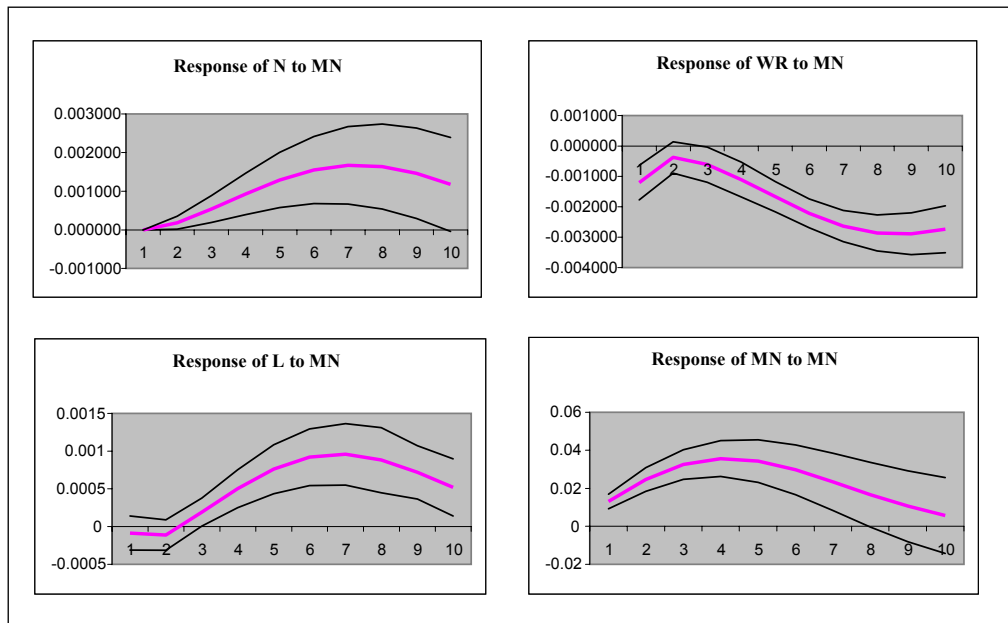 Response of N to MN
0.003000
0.002000
0.001000
0.000000
-0.001000
1 2 3 4 5 6 7 8 9 10
Response of WR to MN
0.001000
0.000000
-0.001000
-0.002000
-0.003000
-0.004000
1 2 3 4 5 6 7 8 9 10
Response of L to MN
0.0015
0.001
0.0005
0
-0.0005
1 2 3 4 5 6 7 8 9 10
Response of MN to MN
0.06
0.04
0.02
0
-0.02
1 2 3 4 5 6 7 8 9 10